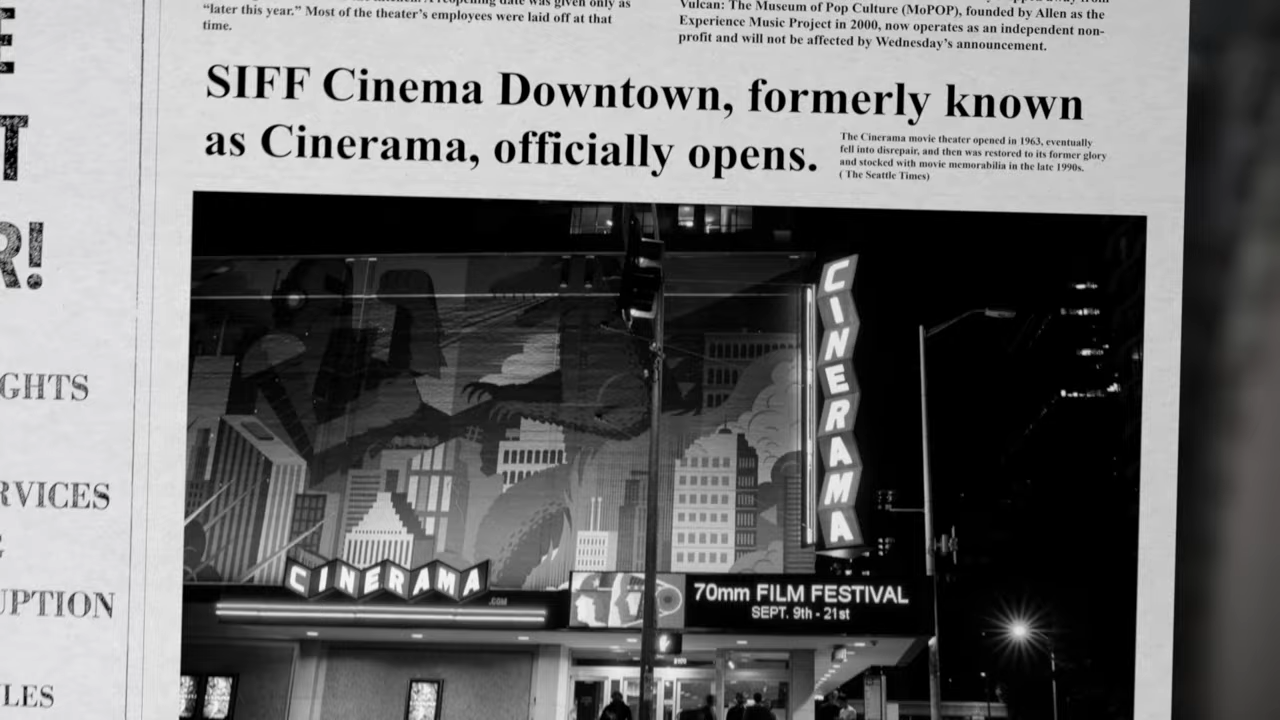 E
T
R!
GHTS
RVICES
UPTION
LES
“later this year.” Most of the theater’s employees were laid off at that
time.
Vulcan: The Museum of Pop Culture (MoPOP), founded by Allen as the
Experience Music Project in 2000, now operates as an independent non-
profit and will not be affected by Wednesday’s announcement.
SIFF Cinema Downtown, formerly known
as Cinerama, officially opens.
The Cinerama movie theater opened in 1963, eventually
fell into disrepair, and then was restored to its former glory
and stocked with movie memorabilia in the late 1990s.
( The Seattle Times)
CINERAMA
CINERAMA
.COM
70mm FILM FESTIVAL
SEPT. 9th - 21st